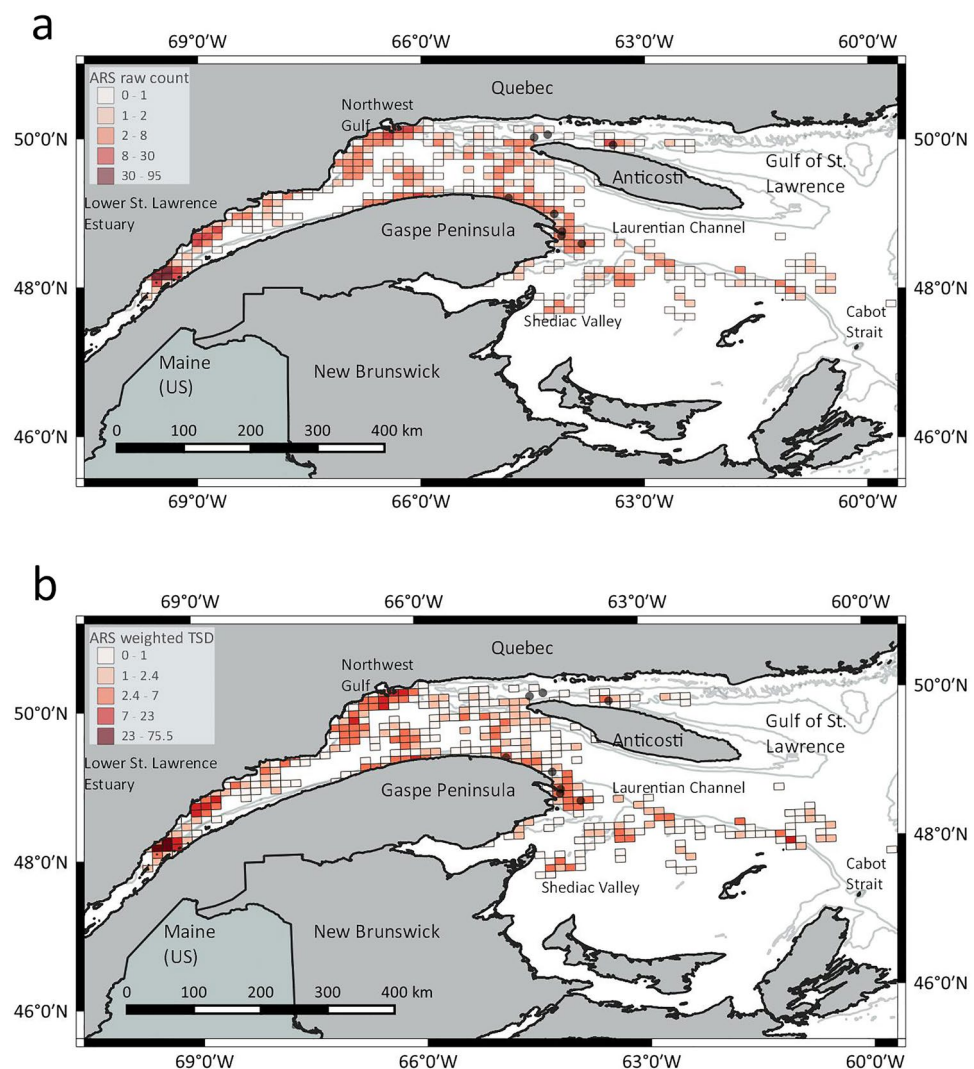 a
69°0'W 66°0'W 63°0'W 60°0'W
ARS raw count
0 - 1
1 - 2
2 - 8
8 - 30
30 - 95
Quebec
Northwest
Gulf
50°0'N 50°0'N
Gulf of St.
Lawrence
Anticosti
Lower St. Lawrence
Estuary
Gaspe Peninsula
Laurentian Channel
48°0'N 48°0'N
Shediac Valley
Cabot
Strait
Maine
(US)
New Brunswick
0 100 200 300 400 km
46°0'N 46°0'N
69°0'W 66°0'W 63°0'W 60°0'W
b
69°0'W 66°0'W 63°0'W 60°0'W
ARS weighted TSD
0 - 1
1 - 2.4
2.4 - 7
7 - 23
23 - 75.5
Quebec
Northwest
Gulf
50°0'N 50°0'N
Gulf of St.
Lawrence
Anticosti
Lower St. Lawrence
Estuary
Gaspe Peninsula
Laurentian Channel
48°0'N 48°0'N
Shediac Valley
Cabot
Strait
Maine
(US)
New Brunswick
0 100 200 300 400 km
46°0'N 46°0'N
69°0'W 66°0'W 63°0'W 60°0'W